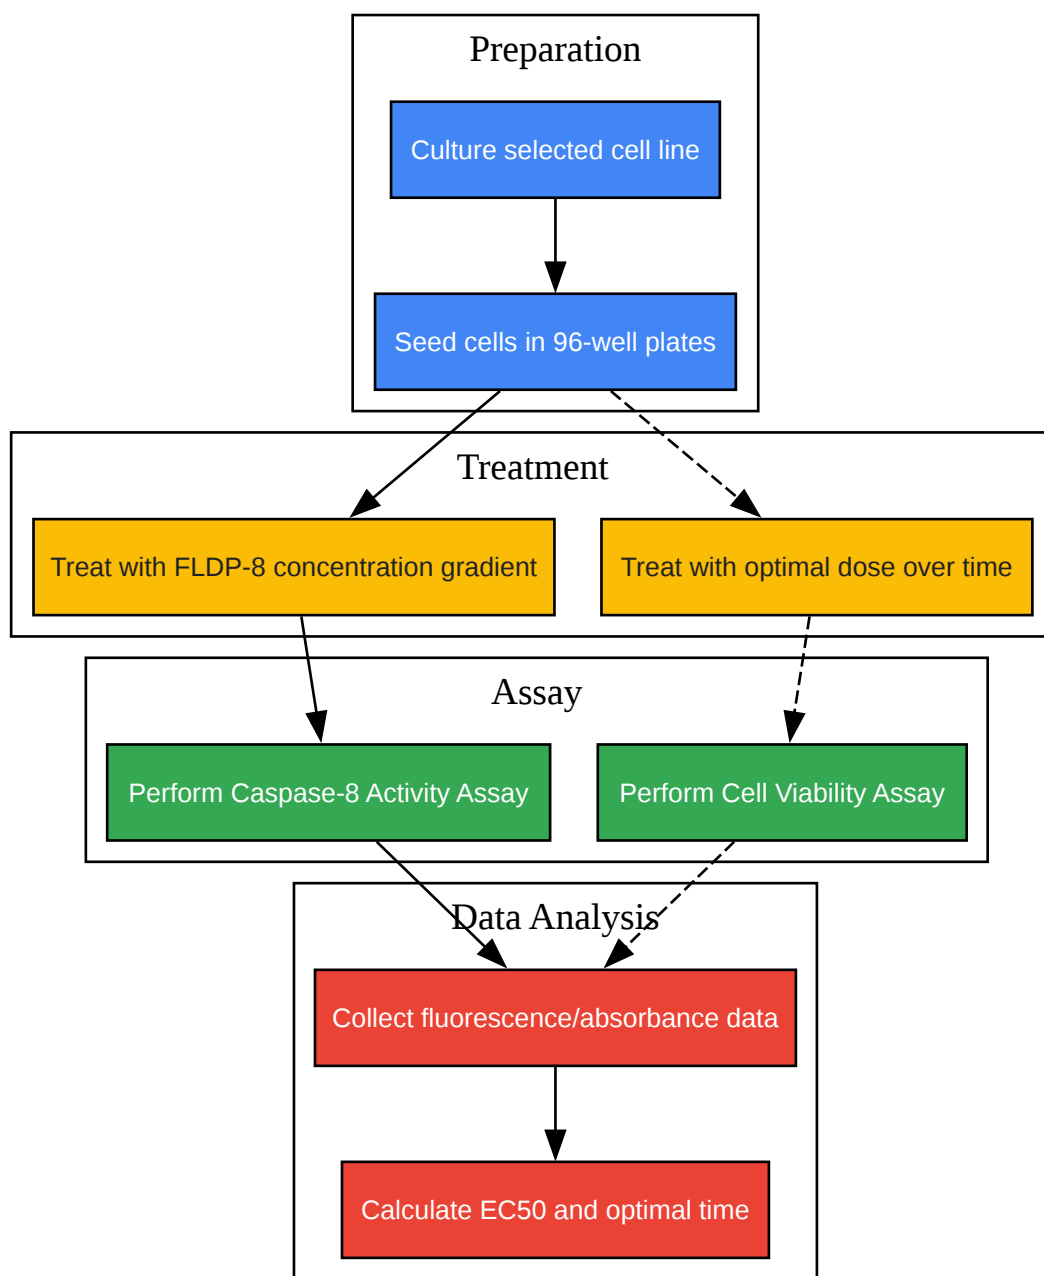 Preparation
Culture selected cell line
Seed cells in 96-well plates
Treatment
Treat with FLDP-8 concentration gradient
Treat with optimal dose over time
Assay
Perform Caspase-8 Activity Assay
Perform Cell Viability Assay
Data Analysis
Collect fluorescence/absorbance data
Calculate EC50 and optimal time